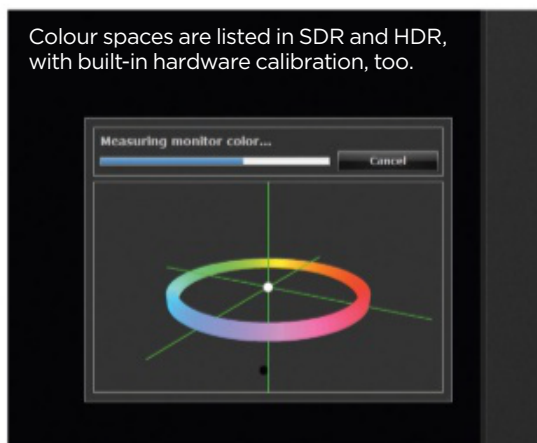 Colour spaces are listed in SDR and HDR,
with built-in hardware calibration, too.
Measuring monitor color...
Cancel